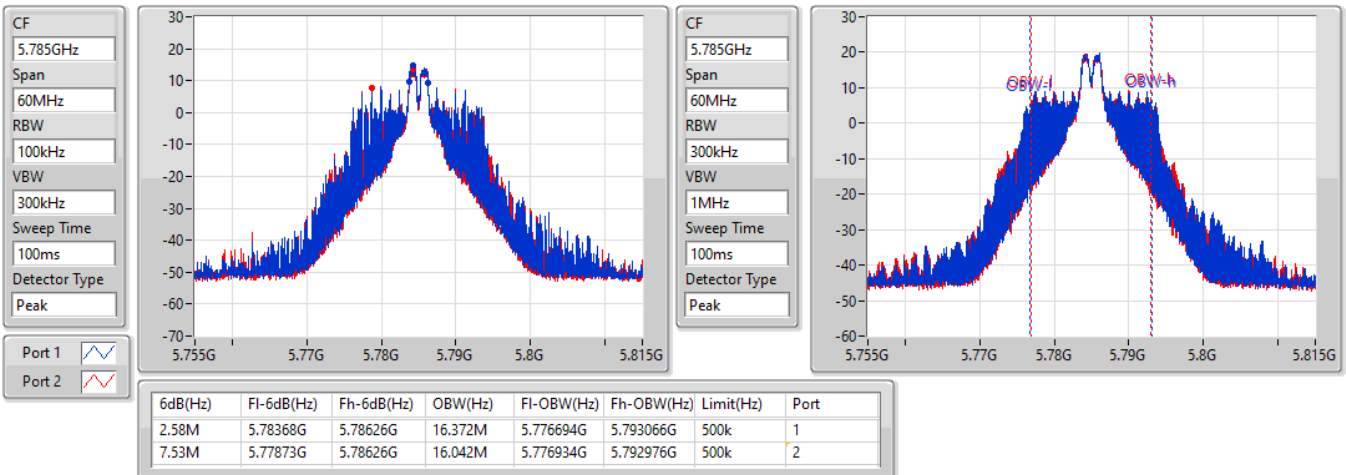 CF
5.785GHz
Span
60MHz
RBW
100kHz
VBW
300kHz
Sweep Time
100ms
Detector Type
Peak
Port 1
Port 2
30
20
10
0
-10
-20
-30
-40
-50
-60
-70
5.755G 5.77G 5.78G 5.79G 5.8G 5.815G
CF
5.785GHz
Span
60MHz
RBW
300kHz
VBW
1MHz
Sweep Time
100ms
Detector Type
Peak
30
20
10
0
-10
-20
-30
-40
-50
-60
OBW-l OBW-h
5.755G 5.77G 5.78G 5.79G 5.8G 5.815G
6dB(Hz) Fl-6dB(Hz) Fh-6dB(Hz) OBW(Hz) Fl-OBW(Hz) Fh-OBW(Hz) Limit(Hz) Port
2.58M 5.78368G 5.78626G 16.372M 5.776694G 5.793066G 500k 1
7.53M 5.77873G 5.78626G 16.042M 5.776934G 5.792976G 500k 2